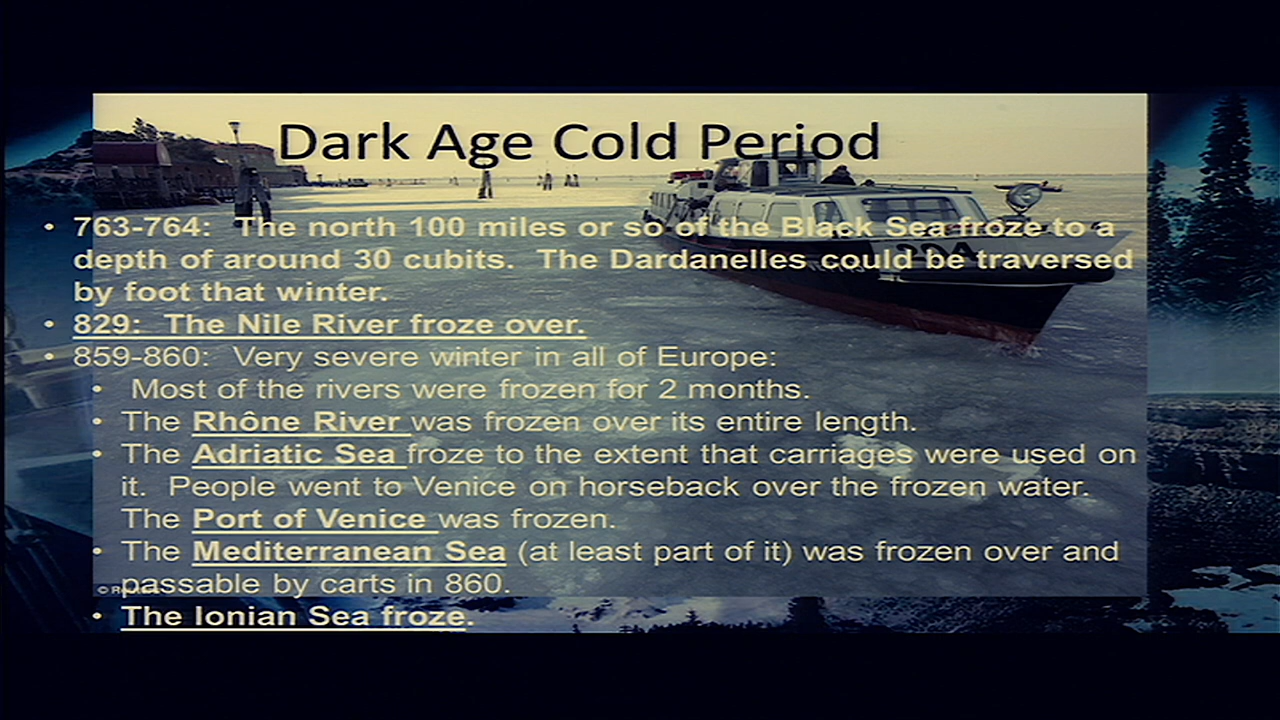 Dark Age Cold Period
• 763-764: The north 100 miles or so of the Black Sea froze to a
depth of around 30 cubits. The Dardanelles could be traversed
by foot that winter.
• 829: The Nile River froze over.
• 859-860: Very severe winter in all of Europe:
• Most of the rivers were frozen for 2 months.
• The Rhône River was frozen over its entire length.
• The Adriatic Sea froze to the extent that carriages were used on
it. People went to Venice on horseback over the frozen water.
The Port of Venice was frozen.
• The Mediterranean Sea (at least part of it) was frozen over and
passable by carts in 860.
• The Ionian Sea froze.